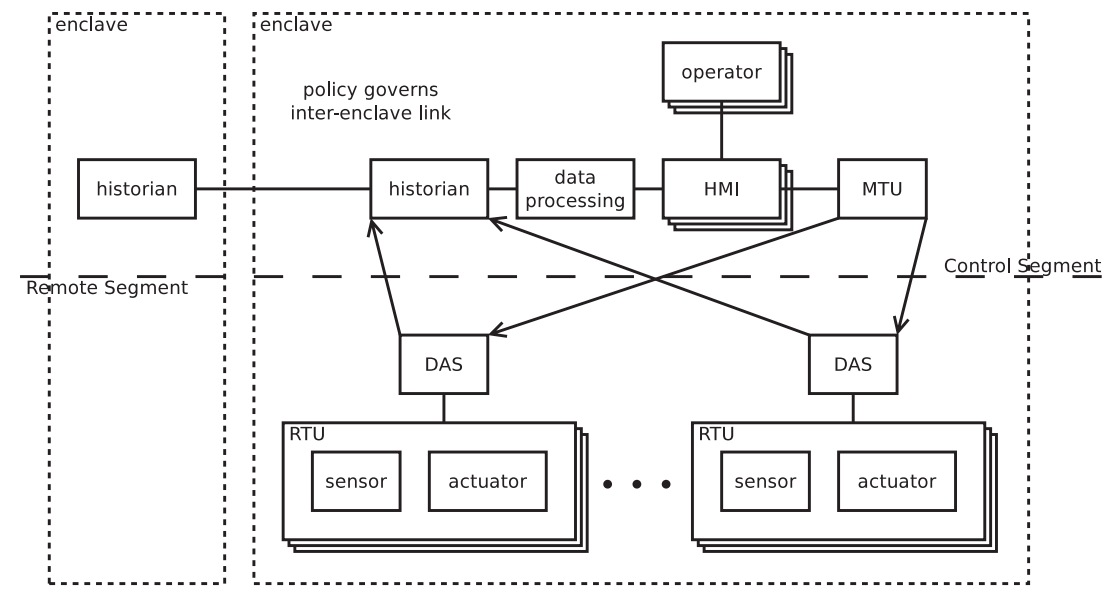 enclave
enclave
operator
policy governs
inter-enclave link
historian
historian
data
processing
HMI
MTU
Control Segment
Remote Segment
DAS
DAS
RTU
RTU
sensor
actuator
sensor
actuator